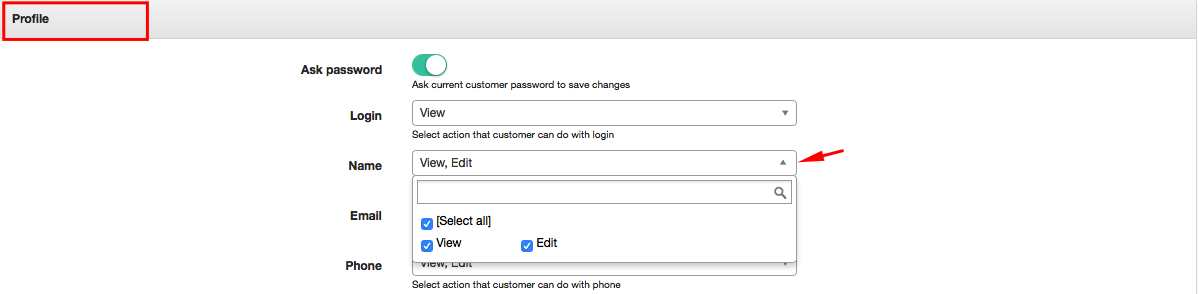 Profile
Ask password
Ask current customer password to save changes
Login
View
Select action that customer can do with login
Name
View, Edit
[Select all]
Email
View
Edit
Phone
View, Edit
Select action that customer can do with phone